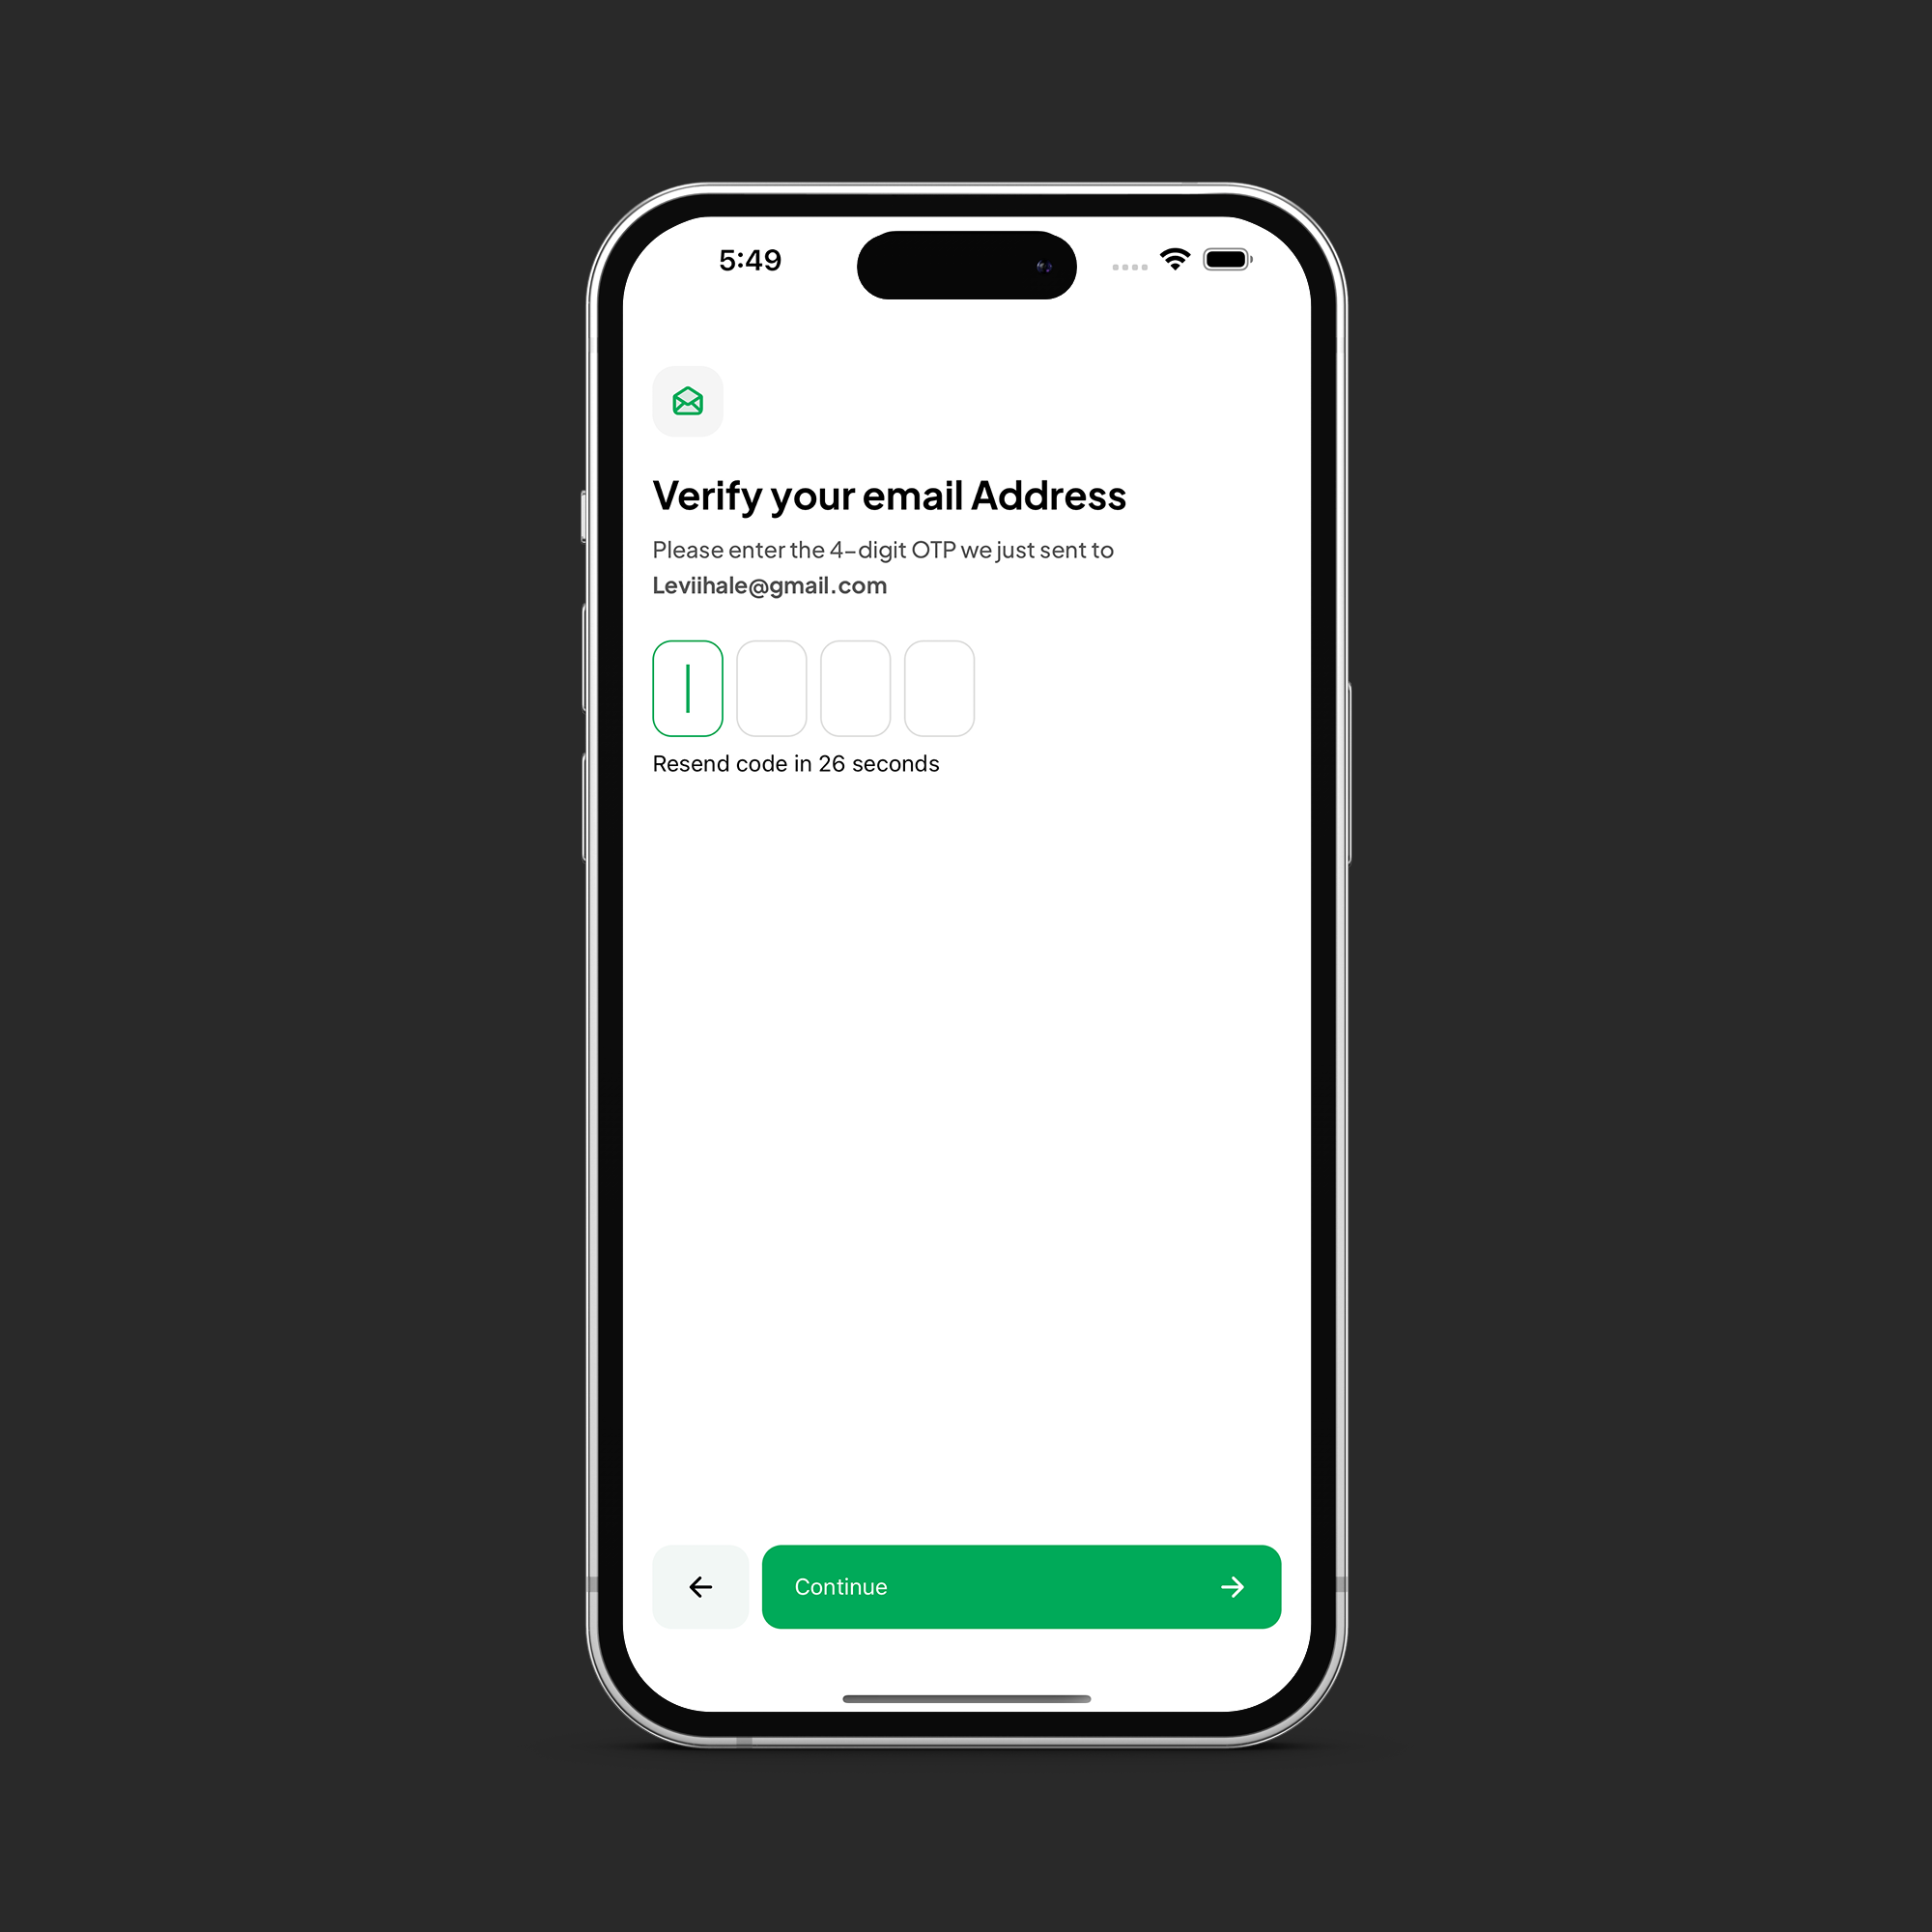 5:49
Verify your email Address
Please enter the 4-digit OTP we just sent to
Leviihale@gmail.com
Resend code in 26 seconds
Continue